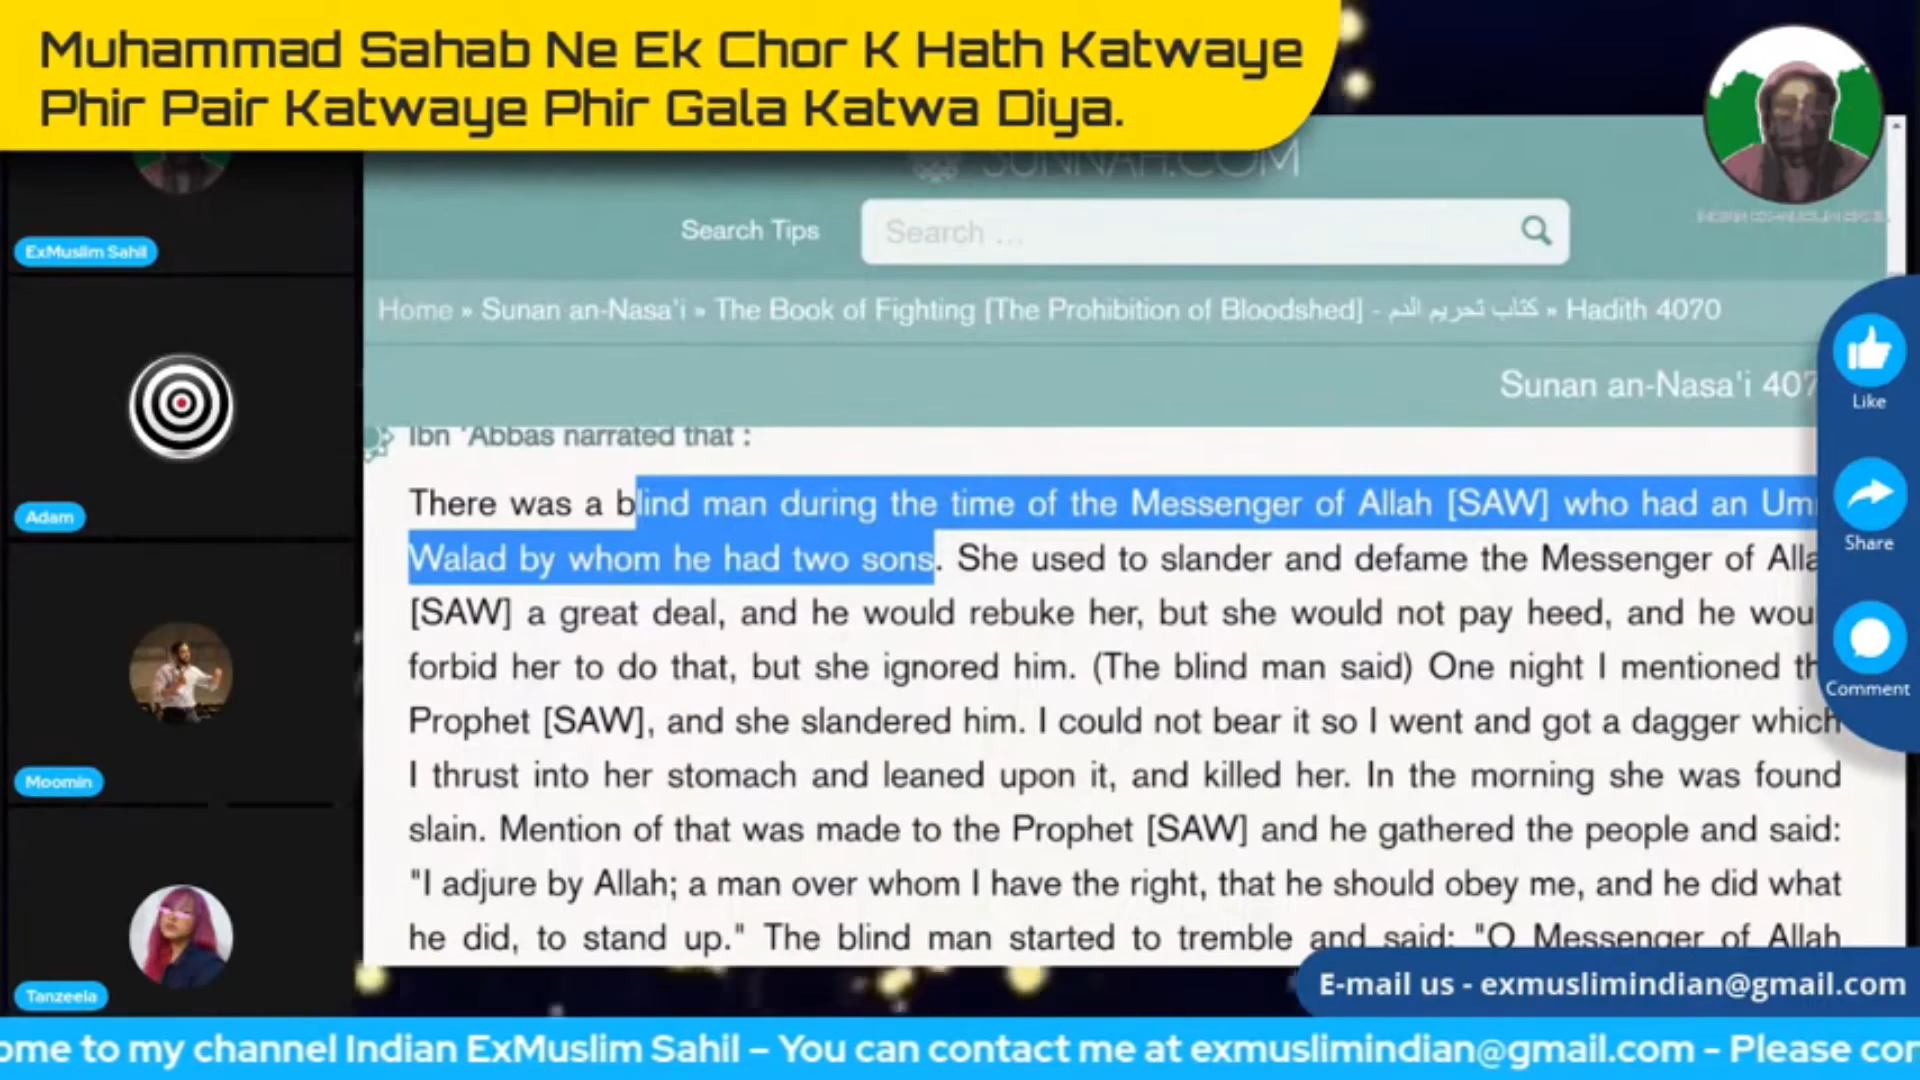 Muhammad Sahab Ne Ek Chor K Hath Katwaye
Phir Pair Katwaye Phir Gala Katwa Diya.
SUNNAH.COM
Search Tips
Search ...
Home » Sunan an-Nasa'i » The Book of Fighting [The Prohibition of Bloodshed] - كتاب تحريم الدم » Hadith 4070
Sunan an-Nasa'i 407
Ibn 'Abbas narrated that :
There was a blind man during the time of the Messenger of Allah [SAW] who had an Um
Walad by whom he had two sons. She used to slander and defame the Messenger of Alla
[SAW] a great deal, and he would rebuke her, but she would not pay heed, and he wou
forbid her to do that, but she ignored him. (The blind man said) One night I mentioned th
Prophet [SAW], and she slandered him. I could not bear it so I went and got a dagger which
I thrust into her stomach and leaned upon it, and killed her. In the morning she was found
slain. Mention of that was made to the Prophet [SAW] and he gathered the people and said:
"I adjure by Allah; a man over whom I have the right, that he should obey me, and he did what
he did, to stand up." The blind man started to tremble and said: "O Messenger of Allah
ExMuslim Sahil
Adam
Moomin
Tanzeela
Like
Share
Comment
E-mail us - exmuslimindian@gmail.com
ome to my channel Indian ExMuslim Sahil – You can contact me at exmuslimindian@gmail.com - Please con